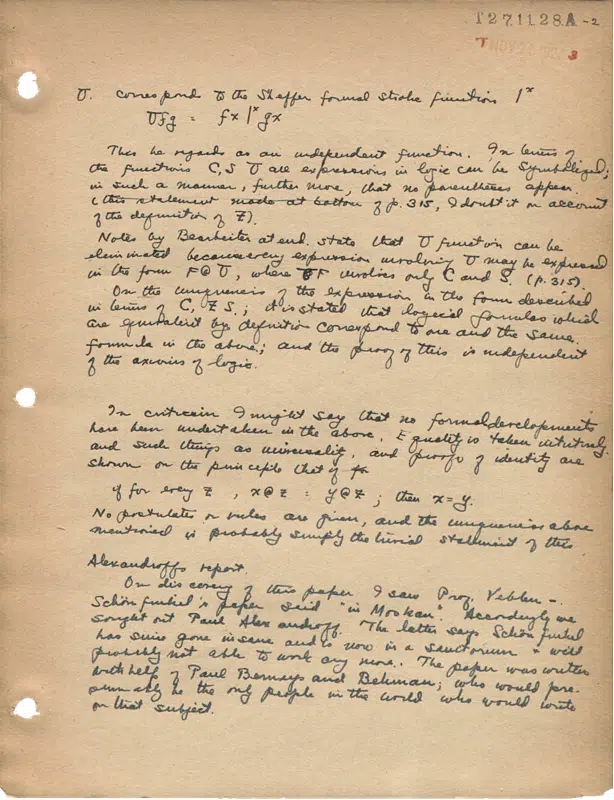 T27.11.28A-2
T NOV 28 3
U. corresponds to the Sheffer formal stroke function |ˣ
Ufg = fx |ˣ gx
This he regards as an independent function. In terms of
the functions C, S U all expressions in logic can be symbolized;
in such a manner, further more, that no parentheses appear.
(this statement made at bottom of p. 315, I doubt it on account
of the definition of Z).
Notes by Bearbeiter at end. state that U function can be
eliminated because every expression involving U may be expressed
in the form F@U, where F involves only C and S. (p. 315).
On the uniqueness of the expression in the form described
in terms of C, Z S.; it is stated that logical formulas which
are equivalent by definition correspond to one and the same
formula in the above; and the proof of this is independent
of the axioms of logic.
In criticism I might say that no formal developments
have been undertaken in the above. Equality is taken intuitively
and such things as universality, and proofs of identity are
shown on the principle that if for
if for every z , x@z = y@z ; then x=y.
No postulates or rules are given, and the uniqueness above
mentioned is probably simply the trivial statement of this
Alexandroffs report
On discovery of this paper I saw Prof. Veblen -.
Schönfinkel's paper said "in Moskau". Accordingly we
sought out Paul Alexandroff. The latter says Schönfinkel
has since gone insane and is now in a sanatorium & will
probably not able to work any more. The paper was written
with help of Paul Bernays and Behman; who would pre-
sumably be the only people in the world who would write
on that subject.